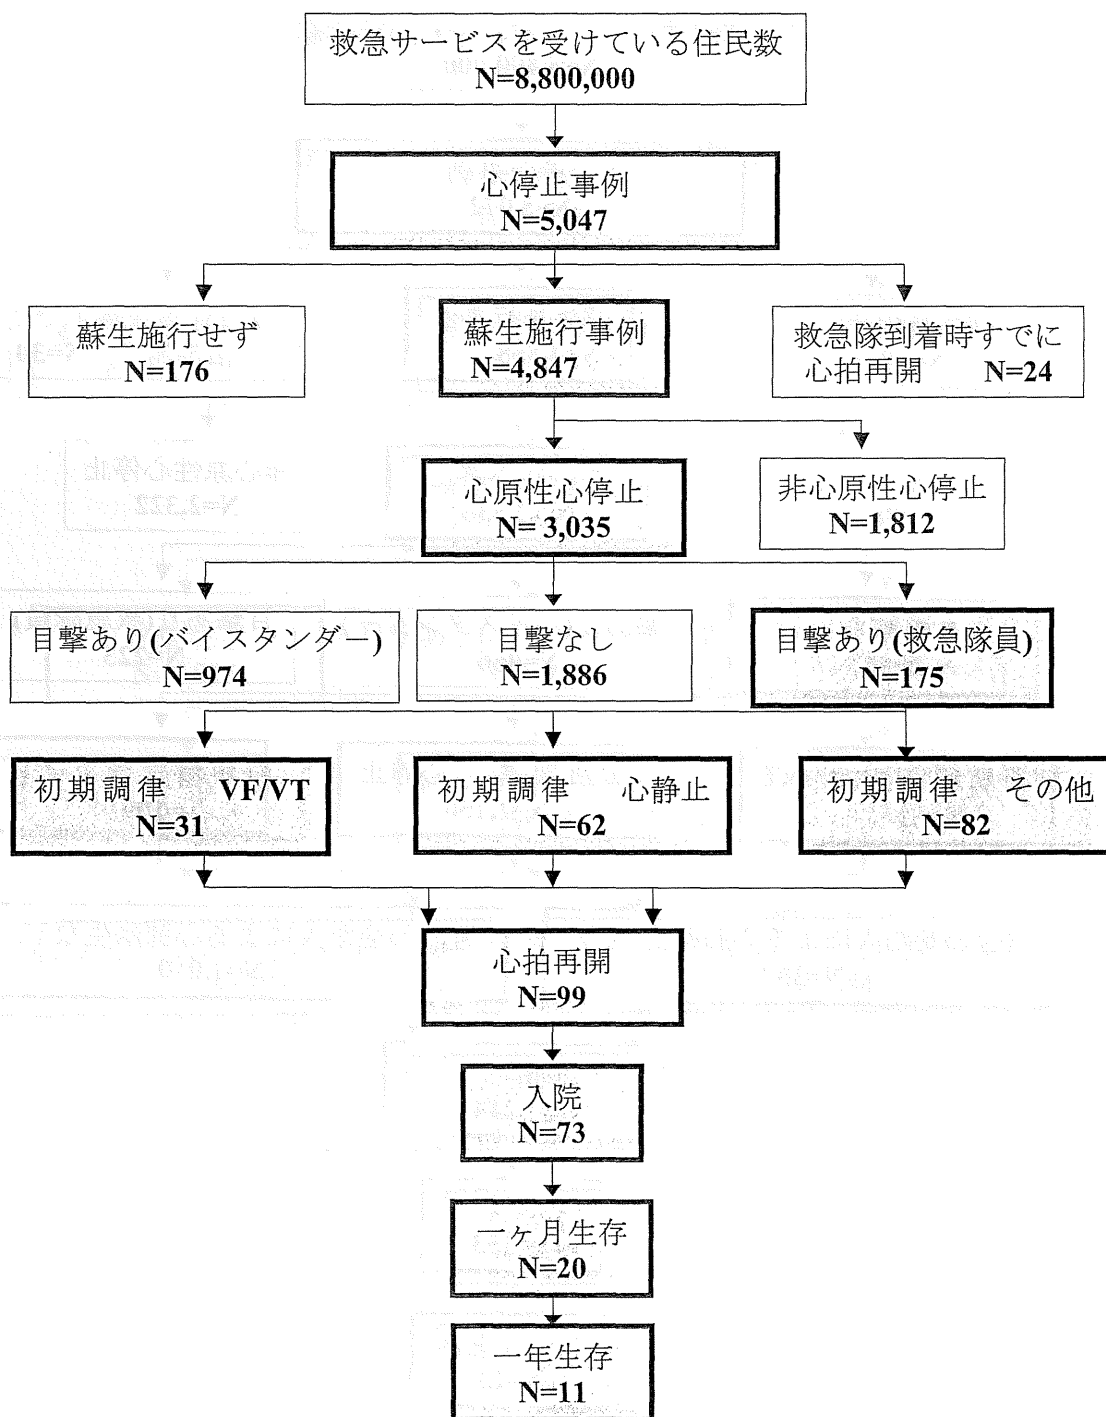 救急サービスを受けている住民数
N=8,800,000
心停止事例
N=5,047
蘇生施行せず
N=176
蘇生施行事例
N=4,847
救急隊到着時すでに
心拍再開 N=24
心原性心停止
N= 3,035
非心原性心停止
N=1,812
目撃あり(バイスタンダー)
N=974
目撃なし
N=1,886
目撃あり(救急隊員)
N=175
初期調律 VF/VT
N=31
初期調律 心静止
N=62
初期調律 その他
N=82
心拍再開
N=99
入院
N=73
一ヶ月生存
N=20
一年生存
N=11